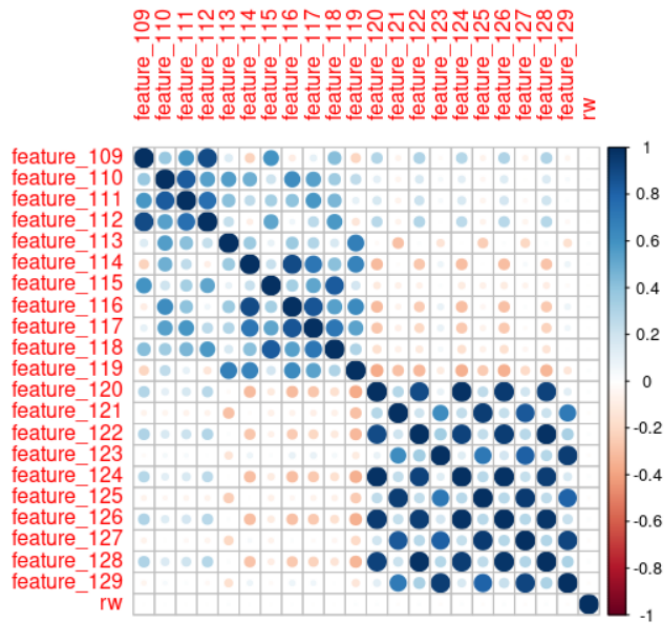 feature_109
feature_110
feature_111
feature_112
feature_113
feature_114
feature_115
feature_116
feature_117
feature_118
feature_119
feature_120
feature_121
feature_122
feature_123
feature_124
feature_125
feature_126
feature_127
feature_128
feature_129
rw
feature_109
feature_110
feature_111
feature_112
feature_113
feature_114
feature_115
feature_116
feature_117
feature_118
feature_119
feature_120
feature_121
feature_122
feature_123
feature_124
feature_125
feature_126
feature_127
feature_128
feature_129
rw
1
0.8
0.6
0.4
0.2
0
-0.2
-0.4
-0.6
-0.8
-1